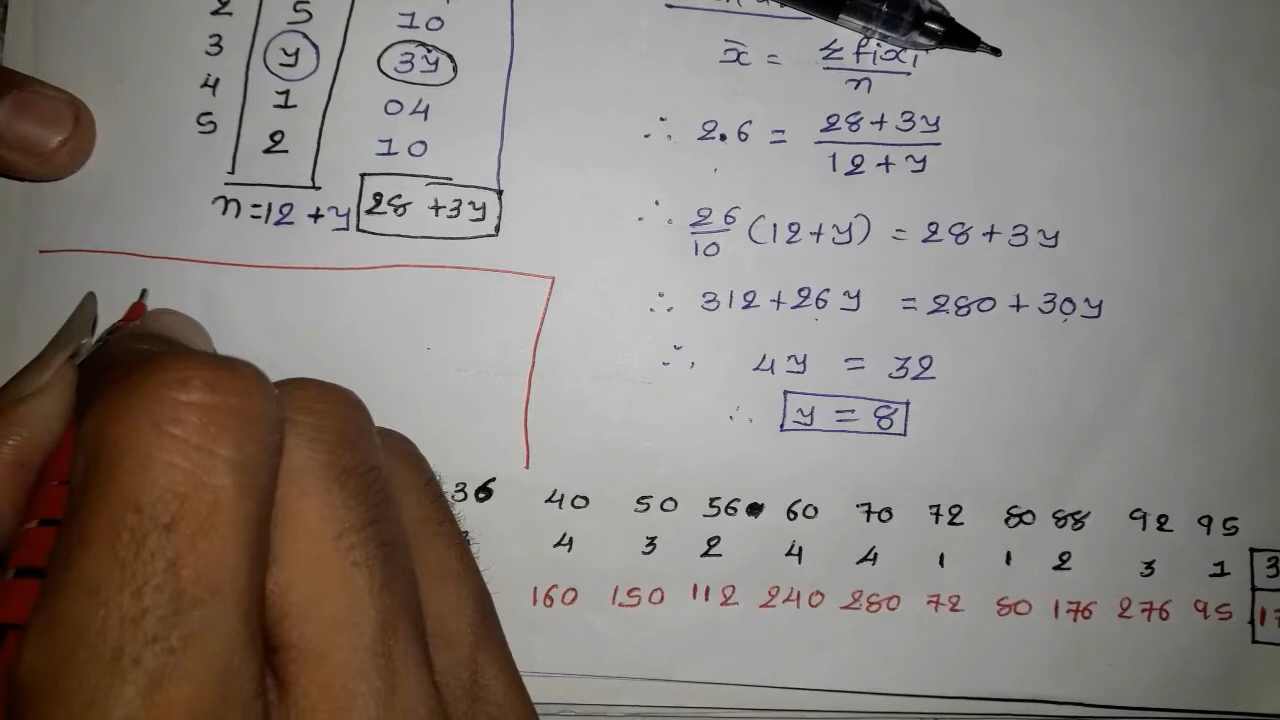 2 5 10
3 y 3y
4 1 04
5 2 10
n=12+y 28+3y
x̄ = Σfixi / n
∴ 2.6 = 28+3y / 12+y
∴ 26/10 (12+y) = 28+3y
∴ 312+26y = 280+30y
∴ 4y = 32
∴ y = 8
36 40 50 56 60 70 72 80 88 92 95
4 3 2 4 4 1 1 2 3 1
160 150 112 240 280 72 80 176 276 95